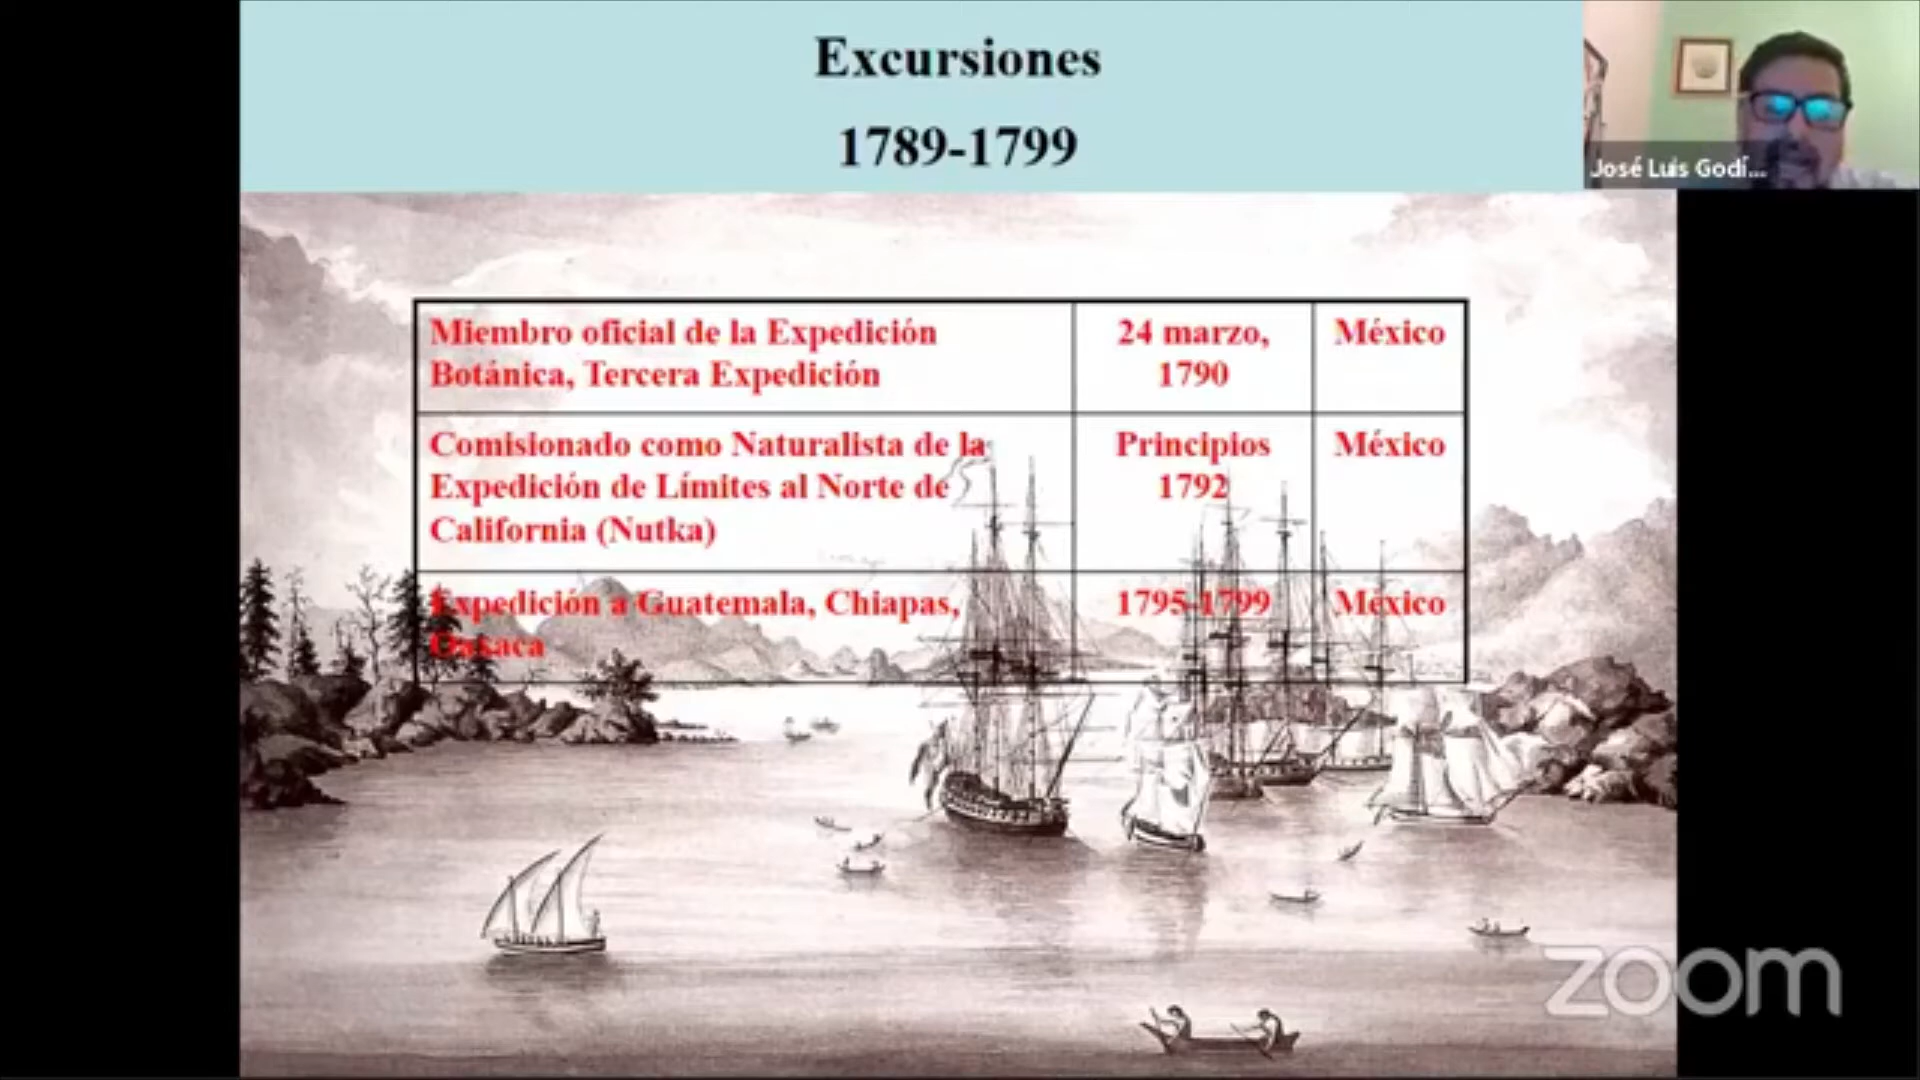 Excursiones
1789-1799
José Luis Godí...
Miembro oficial de la Expedición
Botánica, Tercera Expedición
24 marzo,
1790
México
Comisionado como Naturalista de la
Expedición de Límites al Norte de
California (Nutka)
Principios
1792
México
Expedición a Guatemala, Chiapas,
Oaxaca
1795-1799
México
zoom